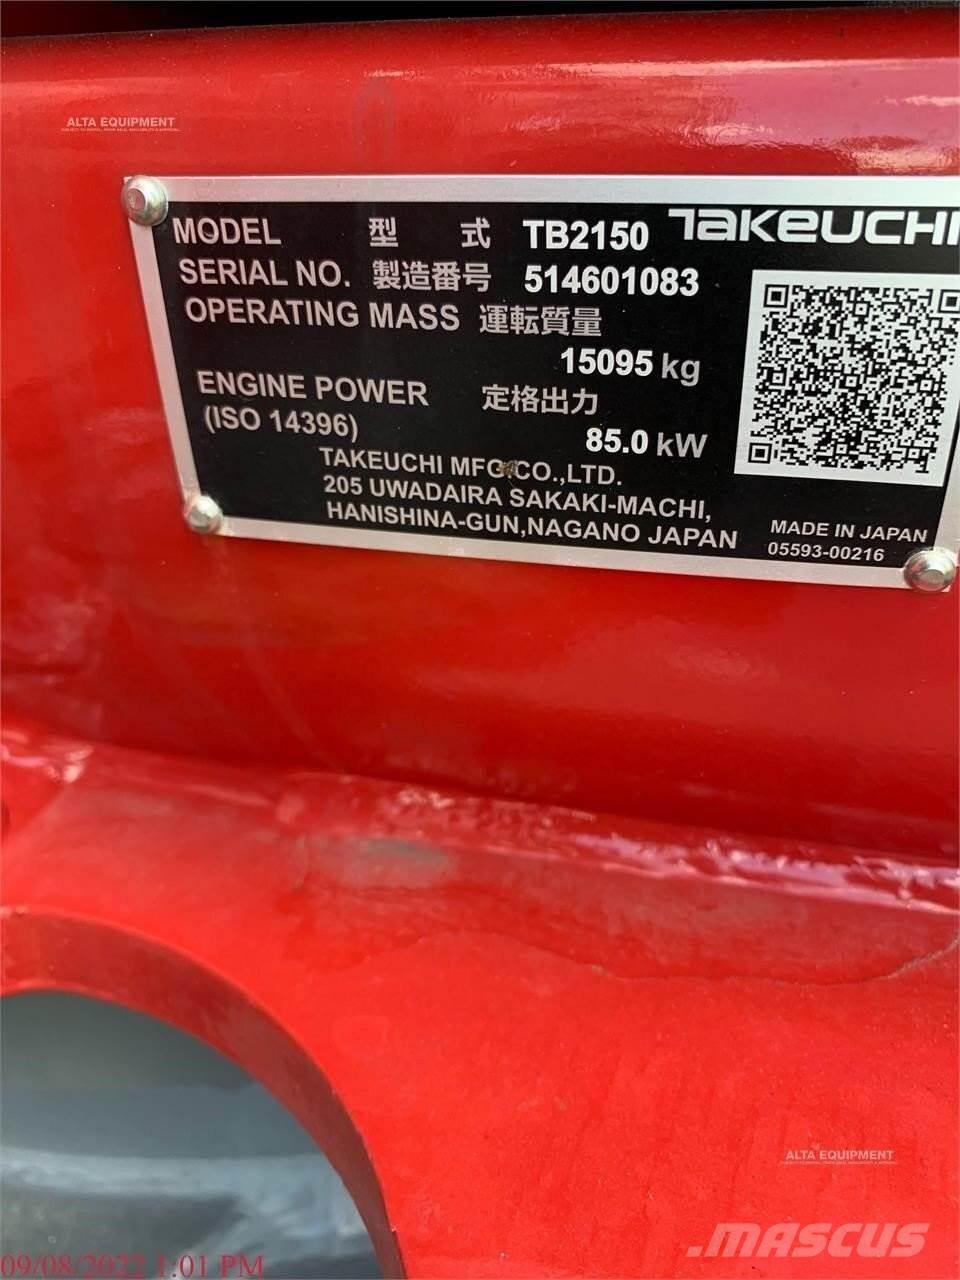 ALTA EQUIPMENT
MODEL 型 式 TB2150 TAKEUCHI
SERIAL NO. 製造番号 514601083
OPERATING MASS 運転質量
15095 kg
ENGINE POWER 定格出力
(ISO 14396)
85.0 kW
TAKEUCHI MFG CO.,LTD.
205 UWADAIRA SAKAKI-MACHI,
HANISHINA-GUN,NAGANO JAPAN
MADE IN JAPAN
05593-00216
ALTA EQUIPMENT
MASCUS
09/08/2022 1:01 PM